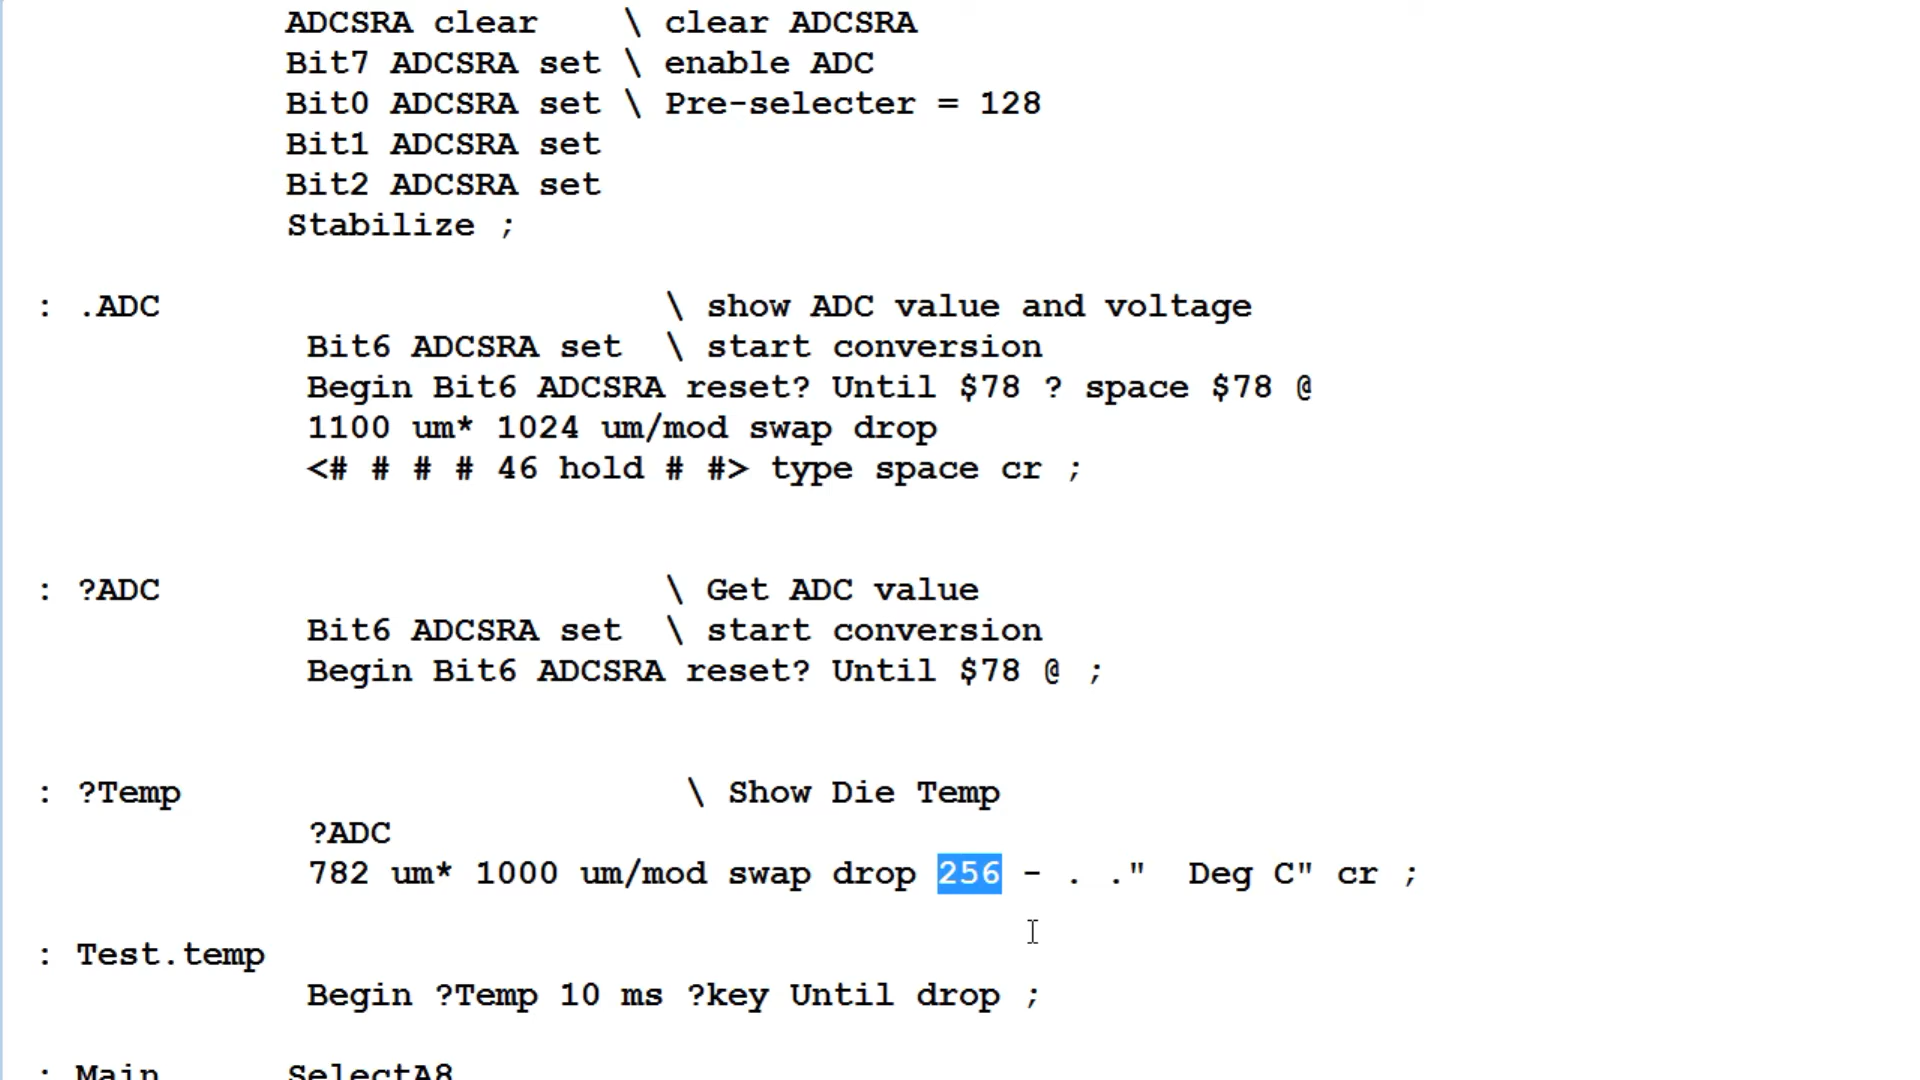 ADCSRA clear \ clear ADCSRA
Bit7 ADCSRA set \ enable ADC
Bit0 ADCSRA set \ Pre-selecter = 128
Bit1 ADCSRA set
Bit2 ADCSRA set
Stabilize ;
: .ADC \ show ADC value and voltage
Bit6 ADCSRA set \ start conversion
Begin Bit6 ADCSRA reset? Until $78 ? space $78 @
1100 um* 1024 um/mod swap drop
<# # # # 46 hold # #> type space cr ;
: ?ADC \ Get ADC value
Bit6 ADCSRA set \ start conversion
Begin Bit6 ADCSRA reset? Until $78 @ ;
: ?Temp \ Show Die Temp
?ADC
782 um* 1000 um/mod swap drop 256 - . ." Deg C" cr ;
: Test.temp
Begin ?Temp 10 ms ?key Until drop ;
: Main SelectA8